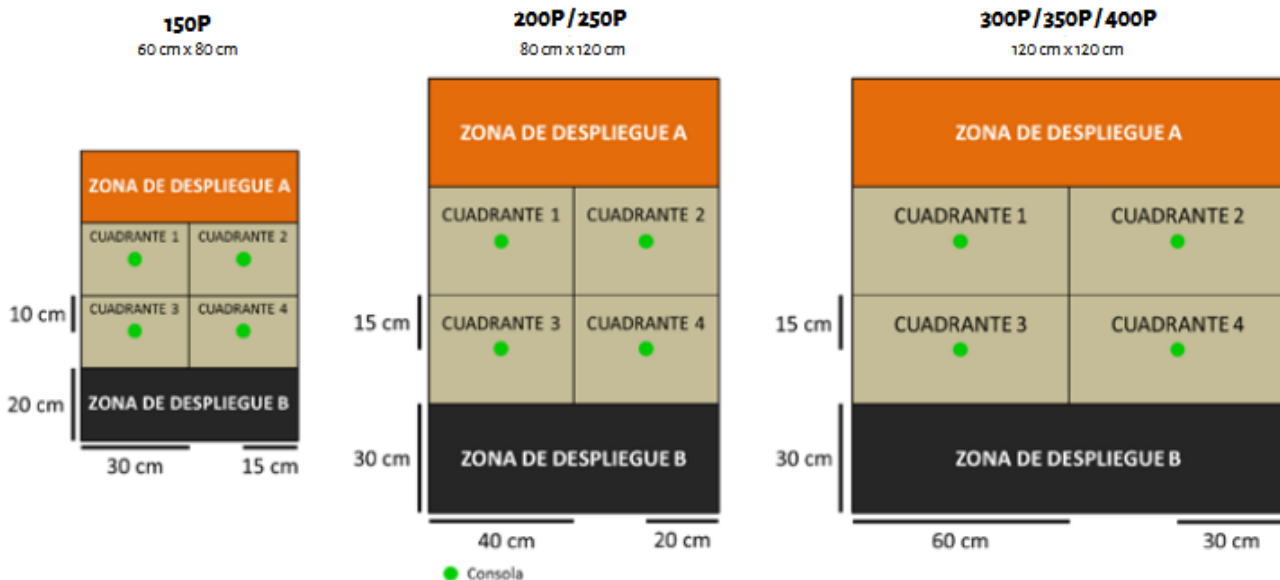 150P
60 cm x 80 cm
ZONA DE DESPLIEGUE A
CUADRANTE 1
CUADRANTE 2
CUADRANTE 3
CUADRANTE 4
10 cm
20 cm
ZONA DE DESPLIEGUE B
30 cm
15 cm
200P / 250P
80 cm x 120 cm
ZONA DE DESPLIEGUE A
CUADRANTE 1
CUADRANTE 2
15 cm
CUADRANTE 3
CUADRANTE 4
30 cm
ZONA DE DESPLIEGUE B
40 cm
20 cm
Consola
300P / 350P / 400P
120 cm x 120 cm
ZONA DE DESPLIEGUE A
CUADRANTE 1
CUADRANTE 2
15 cm
CUADRANTE 3
CUADRANTE 4
30 cm
ZONA DE DESPLIEGUE B
60 cm
30 cm